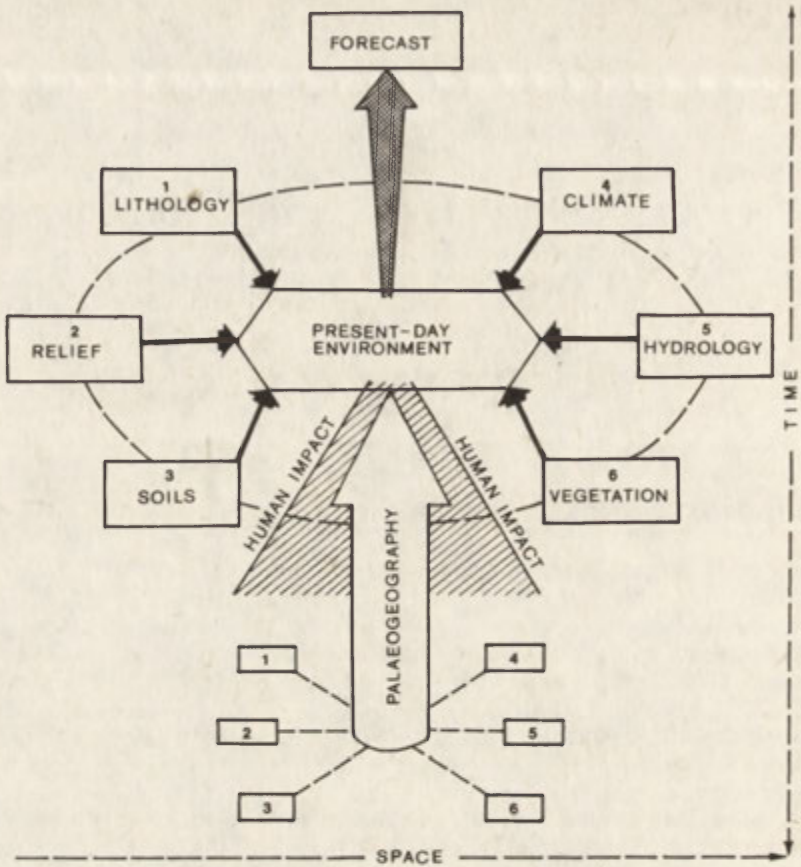 FORECAST
1
LITHOLOGY
4
CLIMATE
2
RELIEF
PRESENT-DAY
ENVIRONMENT
5
HYDROLOGY
3
SOILS
6
VEGETATION
HUMAN IMPACT
HUMAN IMPACT
PALAEOGEOGRAPHY
1
4
2
5
3
6
TIME
SPACE